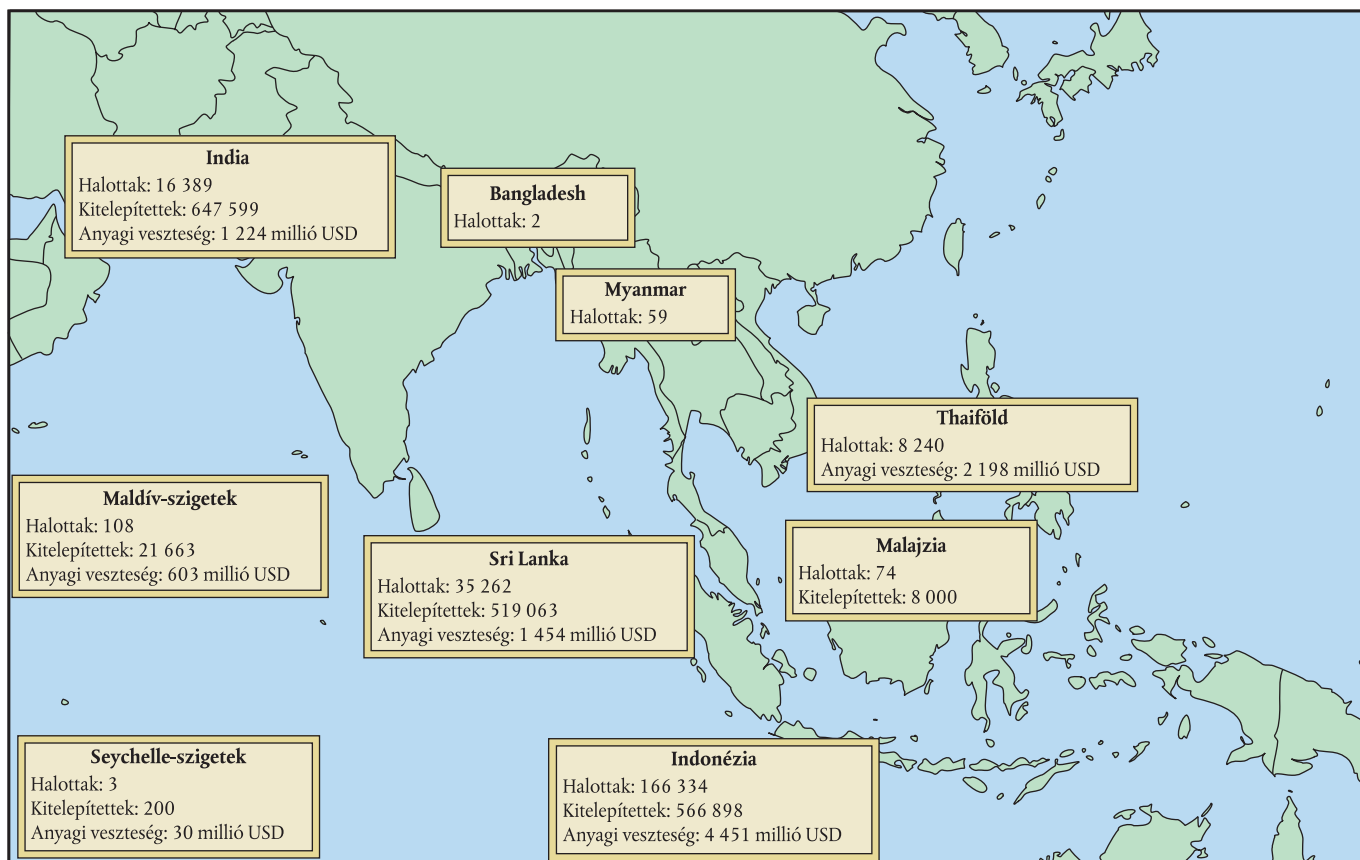 India
Halottak: 16 389
Kitelepítettek: 647 599
Anyagi veszteség: 1 224 millió USD
Bangladesh
Halottak: 2
Myanmar
Halottak: 59
Thaiföld
Halottak: 8 240
Anyagi veszteség: 2 198 millió USD
Maldív-szigetek
Halottak: 108
Kitelepítettek: 21 663
Anyagi veszteség: 603 millió USD
Sri Lanka
Halottak: 35 262
Kitelepítettek: 519 063
Anyagi veszteség: 1 454 millió USD
Malajzia
Halottak: 74
Kitelepítettek: 8 000
Seychelle-szigetek
Halottak: 3
Kitelepítettek: 200
Anyagi veszteség: 30 millió USD
Indonézia
Halottak: 166 334
Kitelepítettek: 566 898
Anyagi veszteség: 4 451 millió USD